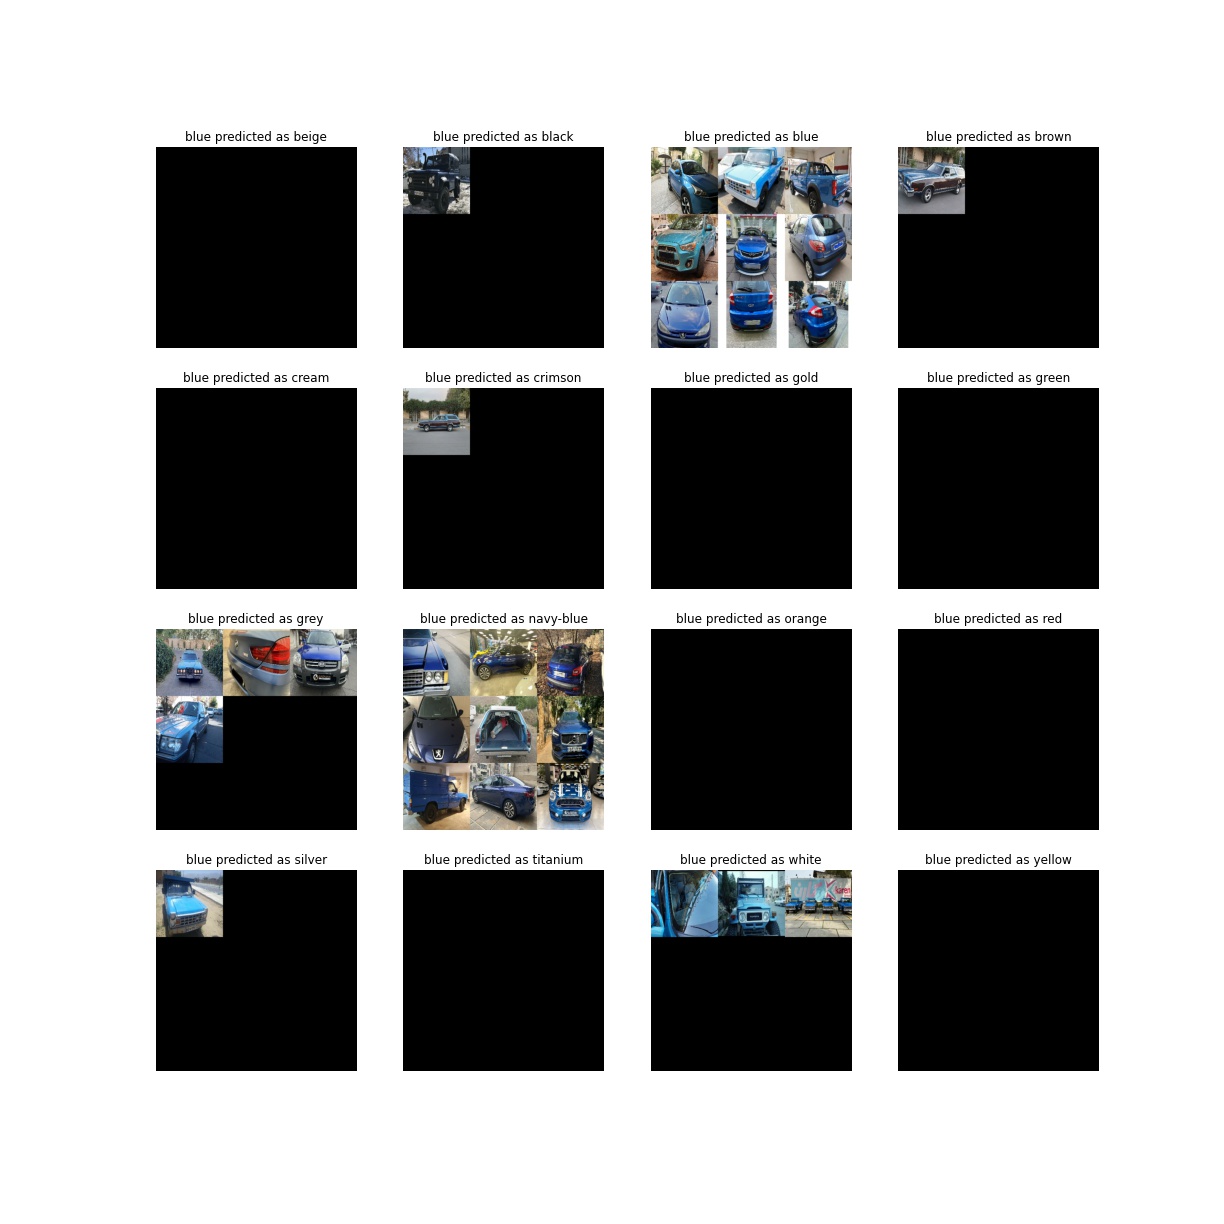 blue predicted as beige
blue predicted as black
blue predicted as blue
blue predicted as brown
blue predicted as cream
blue predicted as crimson
blue predicted as gold
blue predicted as green
blue predicted as grey
blue predicted as navy-blue
blue predicted as orange
blue predicted as red
blue predicted as silver
blue predicted as titanium
blue predicted as white
blue predicted as yellow